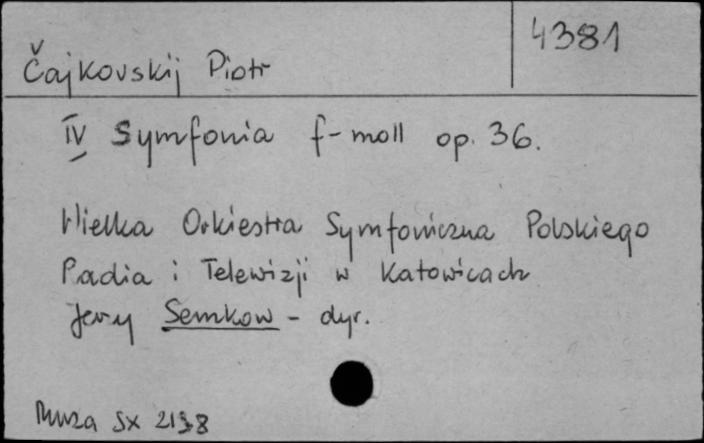 4381
Čajkovskij Piotr
IV Symfonia f-moll op. 36.
Wielka Orkiestra Symfoniczna Polskiego
Radia i Telewizji w Katowicach
Jerzy Semkow - dyr.
Muza SX 2138